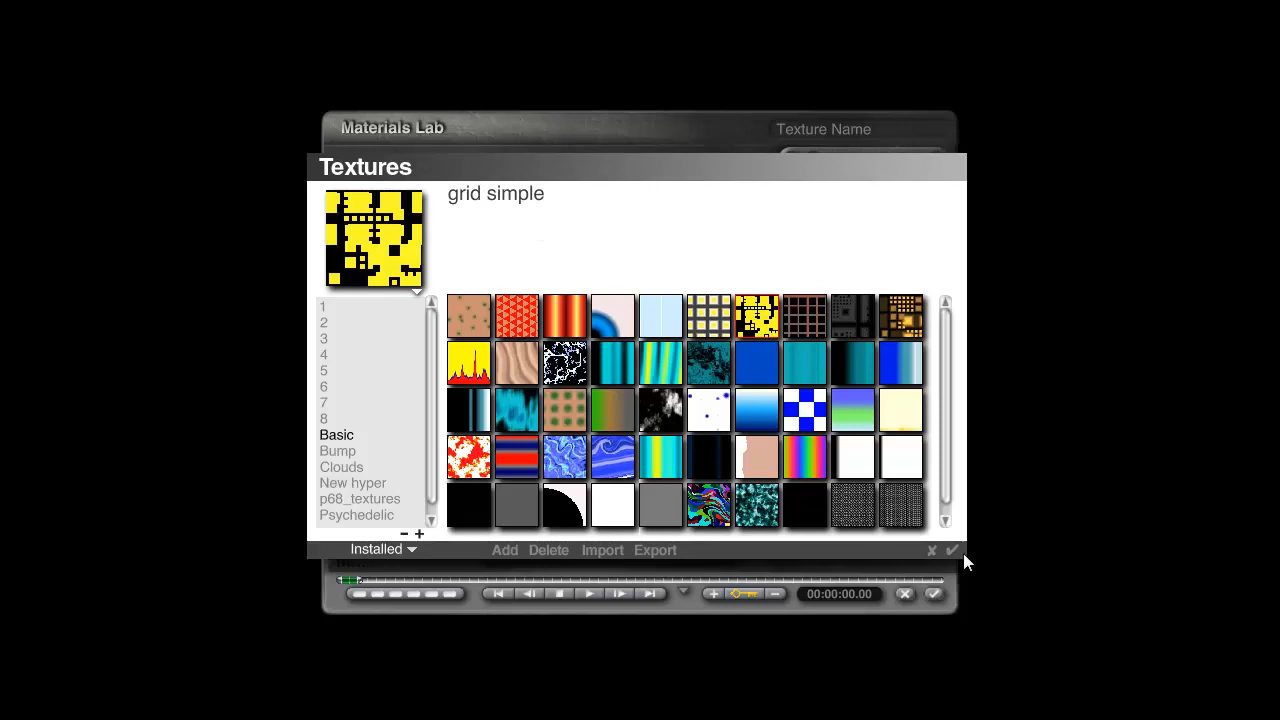 Materials Lab
Texture Name
Textures
grid simple
1
2
3
4
5
6
7
8
Basic
Bump
Clouds
New hyper
p68_textures
Psychedelic
- +
Installed
Add Delete Import Export
00:00:00.00